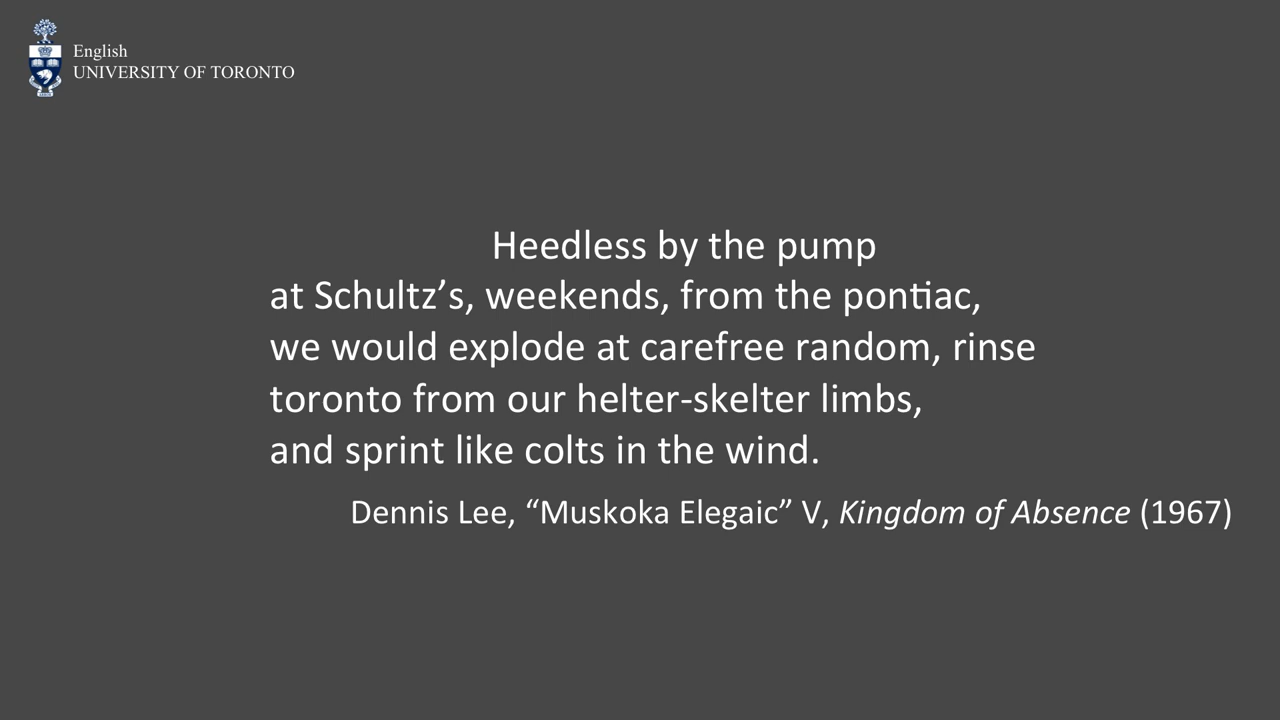 English
UNIVERSITY OF TORONTO
Heedless by the pump
at Schultz’s, weekends, from the pontiac,
we would explode at carefree random, rinse
toronto from our helter-skelter limbs,
and sprint like colts in the wind.
Dennis Lee, “Muskoka Elegaic” V, Kingdom of Absence (1967)